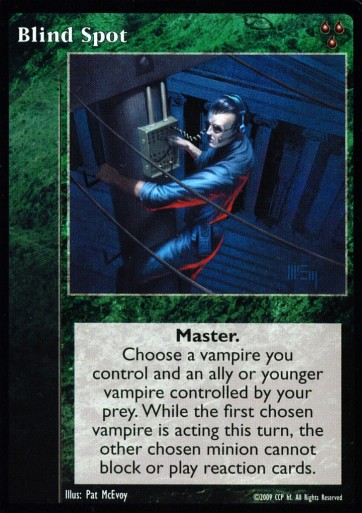 Blind Spot
Master.
Choose a vampire you
control and an ally or younger
vampire controlled by your
prey. While the first chosen
vampire is acting this turn, the
other chosen minion cannot
block or play reaction cards.
Illus: Pat McEvoy
©2009 CCP hf. All Rights Reserved